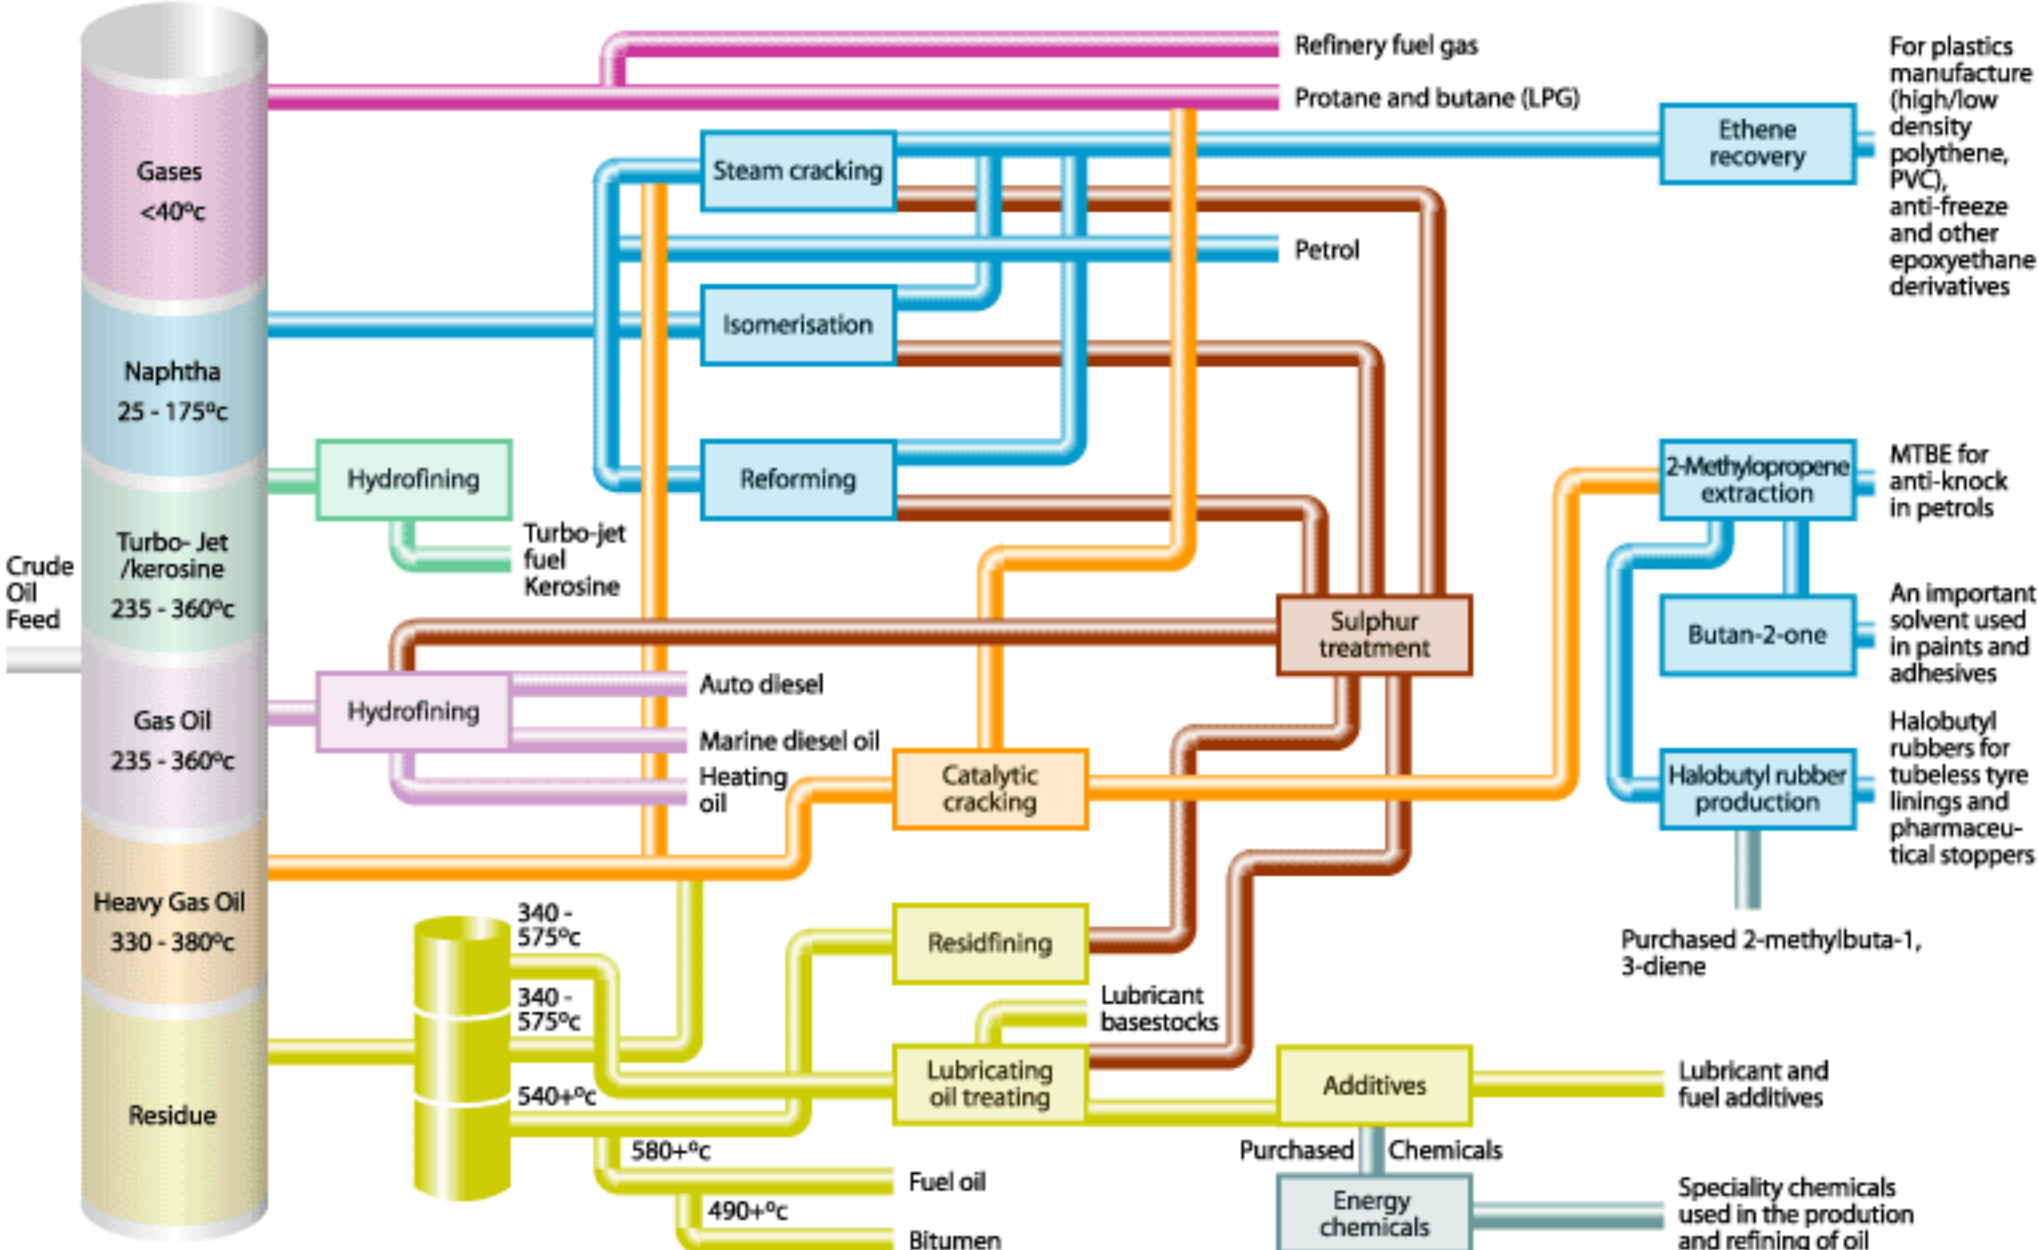 Refinery fuel gas
Protane and butane (LPG)
For plastics
manufacture
(high/low
density
polythene,
PVC),
anti-freeze
and other
epoxyethane
derivatives
Ethene
recovery
Steam cracking
Gases
<40ºc
Petrol
Isomerisation
Naphtha
25 - 175ºc
Hydrofining
Reforming
2-Methylopropene
extraction
MTBE for
anti-knock
in petrols
Turbo-jet
fuel
Kerosine
Turbo- Jet
/kerosine
235 - 360ºc
Crude
Oil
Feed
Sulphur
treatment
Butan-2-one
An important
solvent used
in paints and
adhesives
Hydrofining
Auto diesel
Marine diesel oil
Heating
oil
Gas Oil
235 - 360ºc
Catalytic
cracking
Halobutyl rubber
production
Halobutyl
rubbers for
tubeless tyre
linings and
pharmaceu-
tical stoppers
Heavy Gas Oil
330 - 380ºc
340 -
575ºc
Residfining
Purchased 2-methylbuta-1,
3-diene
340 -
575ºc
Lubricant
basestocks
Residue
540+ºc
Lubricating
oil treating
Additives
Lubricant and
fuel additives
580+ºc
Purchased Chemicals
Fuel oil
490+ºc
Bitumen
Energy
chemicals
Speciality chemicals
used in the prodution
and refining of oil